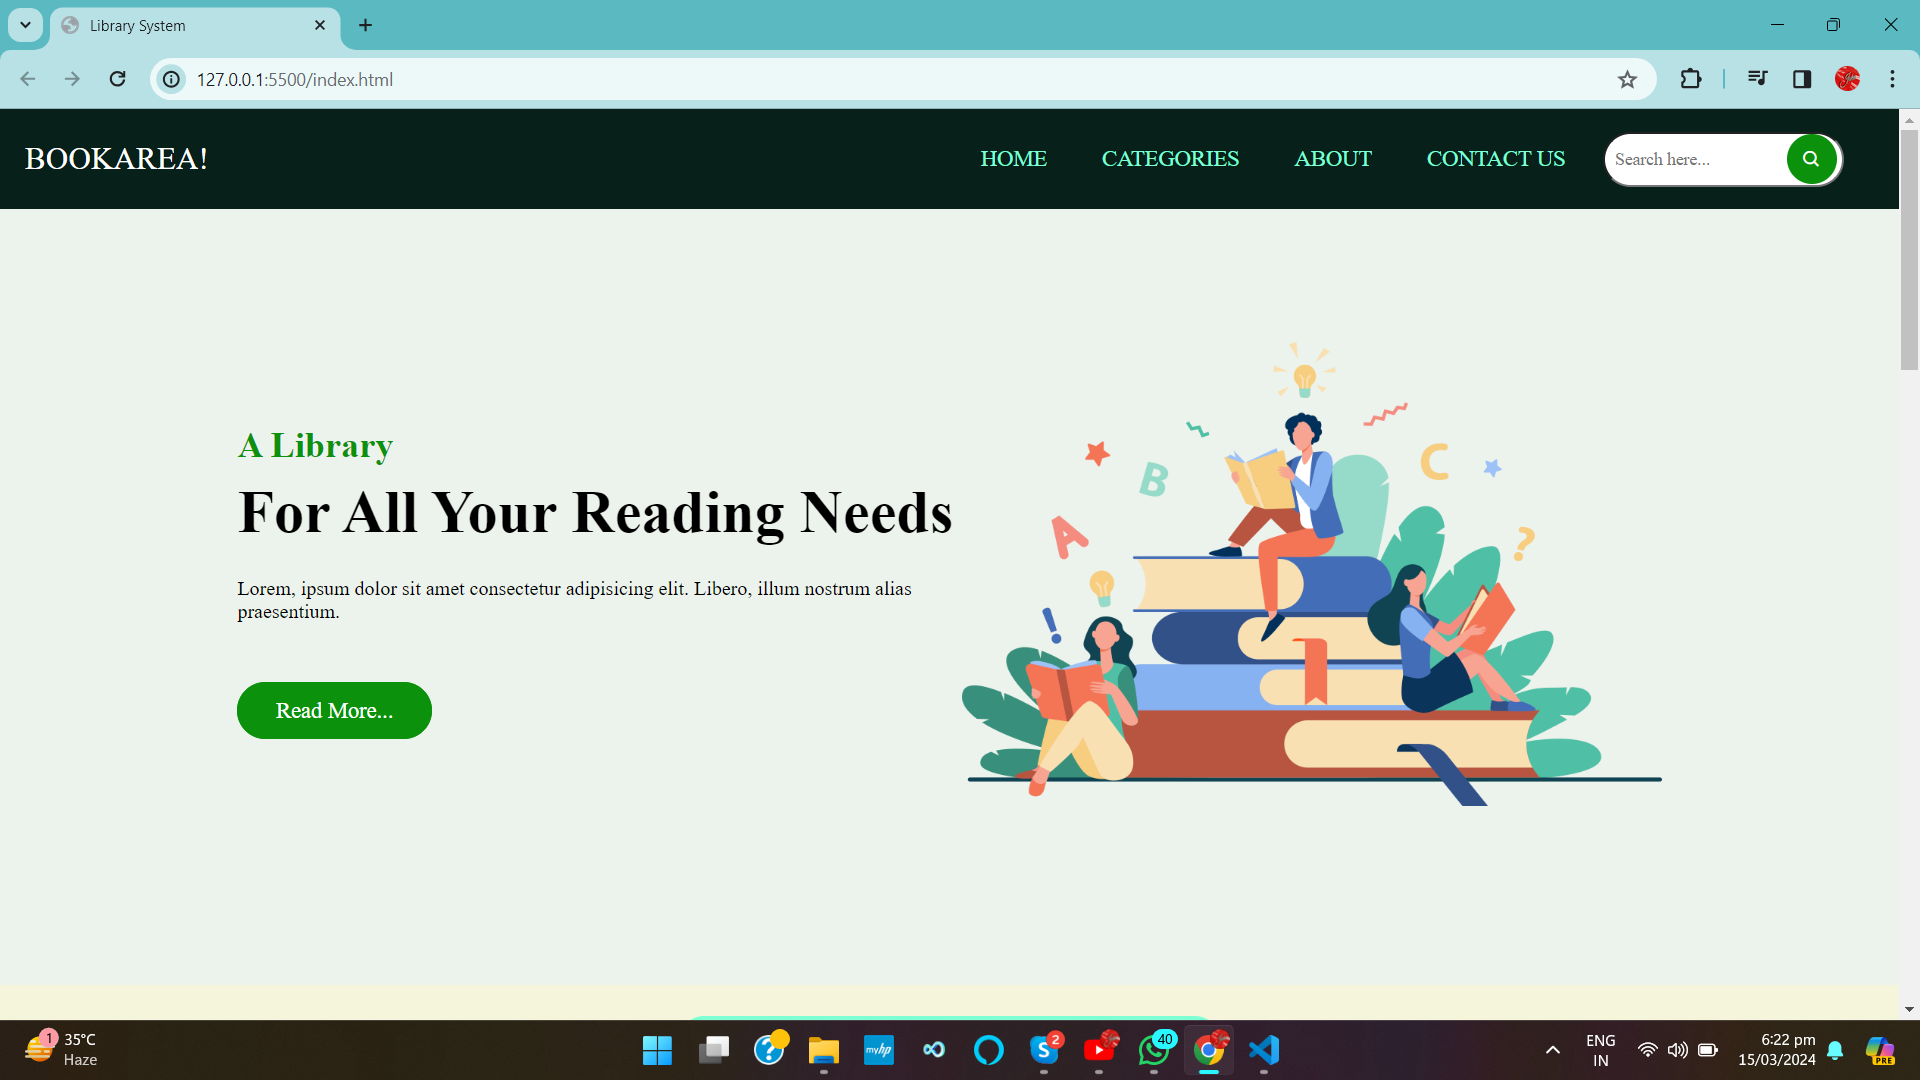 Library System
127.0.0.1:5500/index.html
BOOKAREA!
HOME CATEGORIES ABOUT CONTACT US Search here...
A Library
For All Your Reading Needs
Lorem, ipsum dolor sit amet consectetur adipisicing elit. Libero, illum nostrum alias
praesentium.
Read More...
A B C ? !
1 35°C
Haze
? myhp S 2 40
ENG
IN
6:22 pm
15/03/2024
PRE